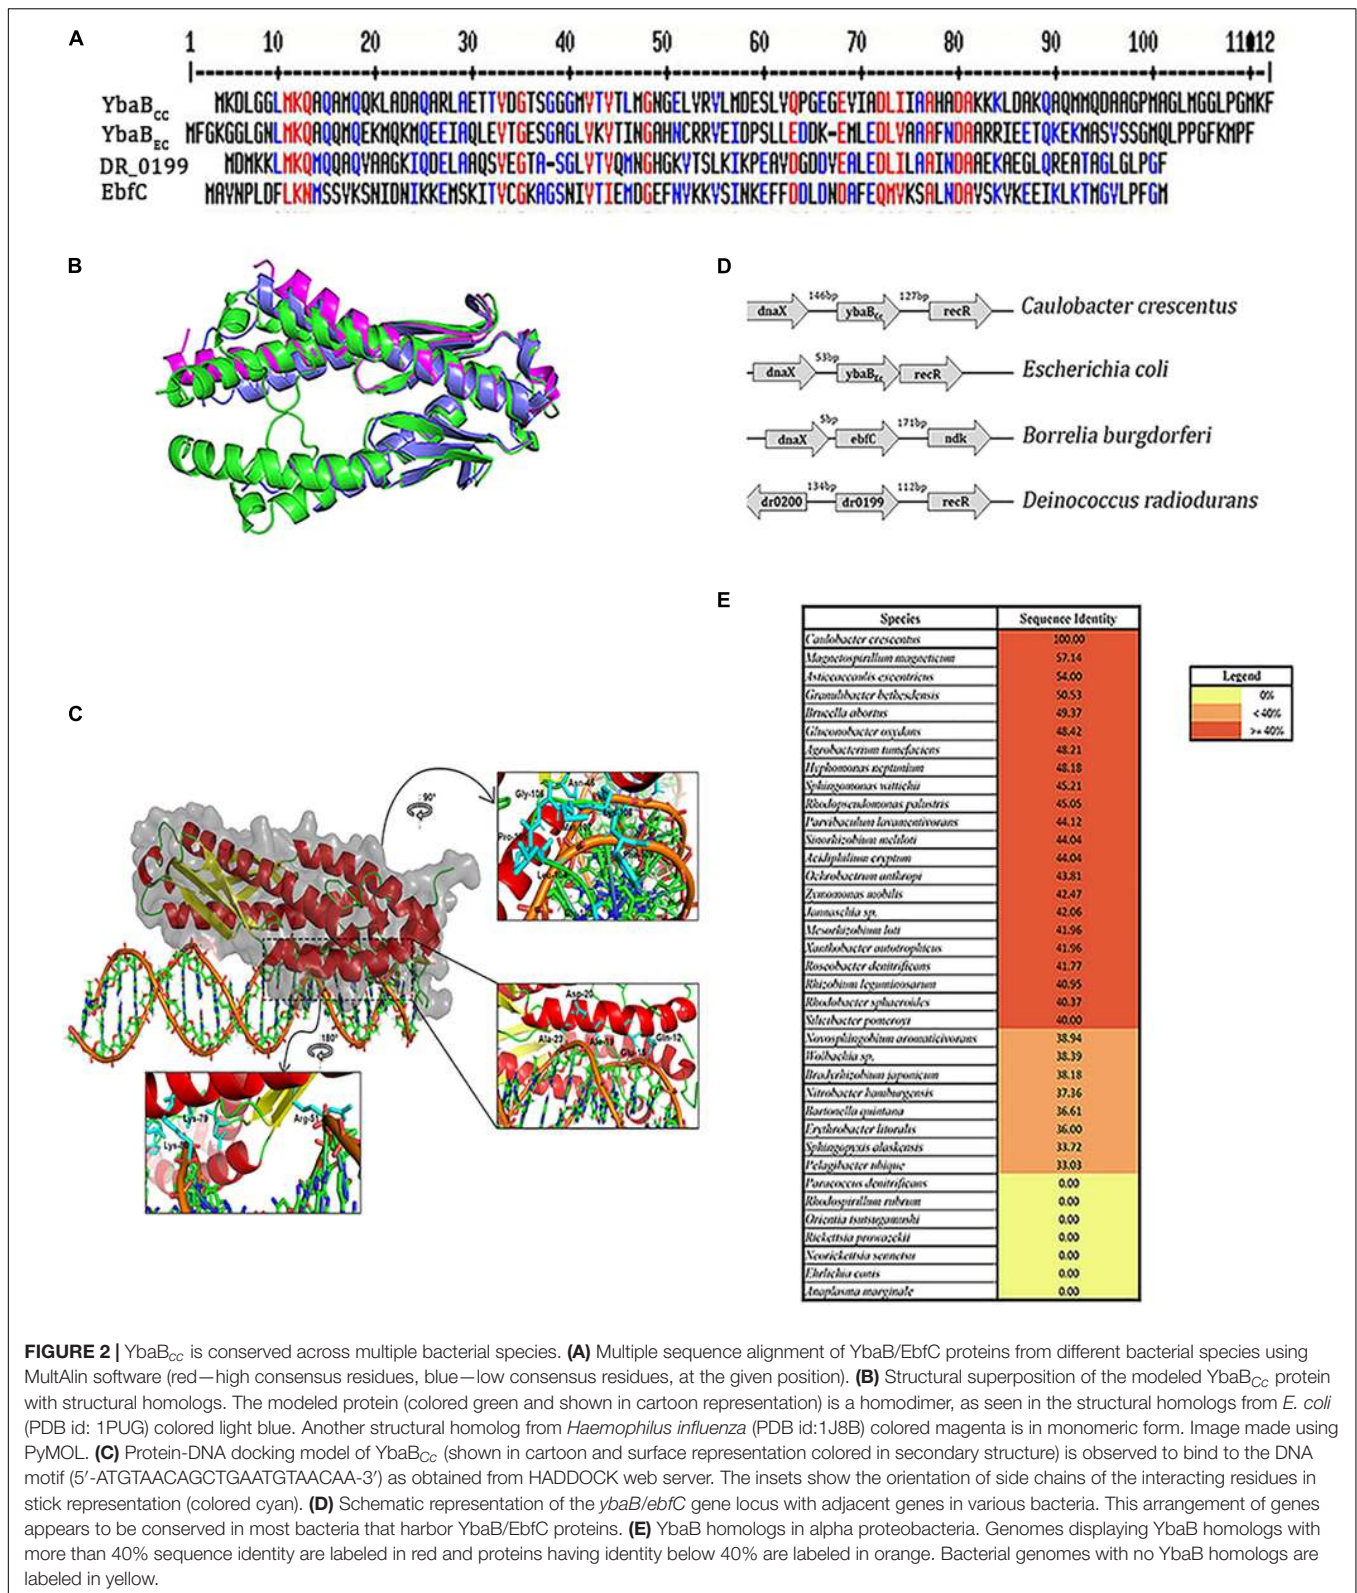 A
1 10 20 30 40 50 60 70 80 90 100 110112
YbaBCC MKDLGGLMKQAQAMQQKLADAQARLAETTVDGTSGGGMVTVTLMGNGELVRVLMDESLVQPGEGEVIADLIIAAHADAKKKLDAKQAQMMQDAAGPMAGLMGGLPGMKF
YbaBEC MFGKGGLGNLMKQAQQMQEKMQKMQEEIAQLEVTGESGAGLVKVTINGAHNCRRVEIDPSLLEDDK-EMLEDLVAAAFNDAARRIEETQKEKMASVSSGMQLPPGFKMPF
DR_0199 MDMKKLMKQMQQAQVAAGKIQDELAAQSVEGTA-SGLVTVQMNGHGKVTSLKIKPEAVDGDDVEALEDLILAAINDAAEKAEGLQREATAGLGLPGF
EbfC MAVNPLDFLKNMSSVKSNIDNIKKEMSKITVCGKAGSNIVTIEMDGEFNVKKVSINKEFFDDLDNDAFEQMVKSALNDAVSKVKEEIKLKTMGVLPFGM
B
D
146bp 127bp
dnaX ybaBCc recR Caulobacter crescentus
53bp
dnaX ybaBEc recR Escherichia coli
5bp 171bp
dnaX ebfC ndk Borrelia burgdorferi
134bp 112bp
dr0200 dr0199 recR Deinococcus radiodurans
E
Species Sequence Identity
Caulobacter crescentus 100.00
Magnetospirillum magneticum 57.14
Asticcaccaulis excentricus 54.00
Granulibacter bethesdensis 50.53
Brucella abortus 49.37
Gluconobacter oxydans 48.42
Agrobacterium tumefaciens 48.21
Hyphomonas neptunium 48.18
Sphingomonas wittichii 45.21
Rhodopseudomonas palustris 45.05
Parvibaculum lavamentivorans 44.12
Sinorhizobium meliloti 44.04
Acidiphilium cryptum 44.04
Ochrobactrum anthropi 43.81
Zymomonas mobilis 42.47
Jannaschia sp. 42.06
Mesorhizobium loti 41.96
Xanthobacter autotrophicus 41.96
Roseobacter denitrificans 41.77
Rhizobium leguminosarum 40.95
Rhodobacter sphaeroides 40.37
Silicibacter pomeroyi 40.00
Novosphingobium aromaticivorans 38.94
Wolbachia sp. 38.39
Bradyrhizobium japonicum 38.18
Nitrobacter hamburgensis 37.36
Bartonella quintana 36.61
Erythrobacter litoralis 36.00
Sphingopyxis alaskensis 33.72
Pelagibacter ubique 33.03
Paracoccus denitrificans 0.00
Rhodospirillum rubrum 0.00
Orientia tsutsugamushi 0.00
Rickettsia prowazekii 0.00
Neorickettsia sennetsu 0.00
Ehrlichia canis 0.00
Anaplasma marginale 0.00
Legend
0%
< 40%
>= 40%
C
90°
Gly-106 Asn-46
Asp-20
Ala-23 Ala-19 Gln-12
Glu-16
180°
Lys-79 Arg-51
FIGURE 2 | YbaBCC is conserved across multiple bacterial species. (A) Multiple sequence alignment of YbaB/EbfC proteins from different bacterial species using
MultAlin software (red—high consensus residues, blue—low consensus residues, at the given position). (B) Structural superposition of the modeled YbaBCc protein
with structural homologs. The modeled protein (colored green and shown in cartoon representation) is a homodimer, as seen in the structural homologs from E. coli
(PDB id: 1PUG) colored light blue. Another structural homolog from Haemophilus influenza (PDB id:1J8B) colored magenta is in monomeric form. Image made using
PyMOL. (C) Protein-DNA docking model of YbaBCc (shown in cartoon and surface representation colored in secondary structure) is observed to bind to the DNA
motif (5′-ATGTAACAGCTGAATGTAACAA-3′) as obtained from HADDOCK web server. The insets show the orientation of side chains of the interacting residues in
stick representation (colored cyan). (D) Schematic representation of the ybaB/ebfC gene locus with adjacent genes in various bacteria. This arrangement of genes
appears to be conserved in most bacteria that harbor YbaB/EbfC proteins. (E) YbaB homologs in alpha proteobacteria. Genomes displaying YbaB homologs with
more than 40% sequence identity are labeled in red and proteins having identity below 40% are labeled in orange. Bacterial genomes with no YbaB homologs are
labeled in yellow.